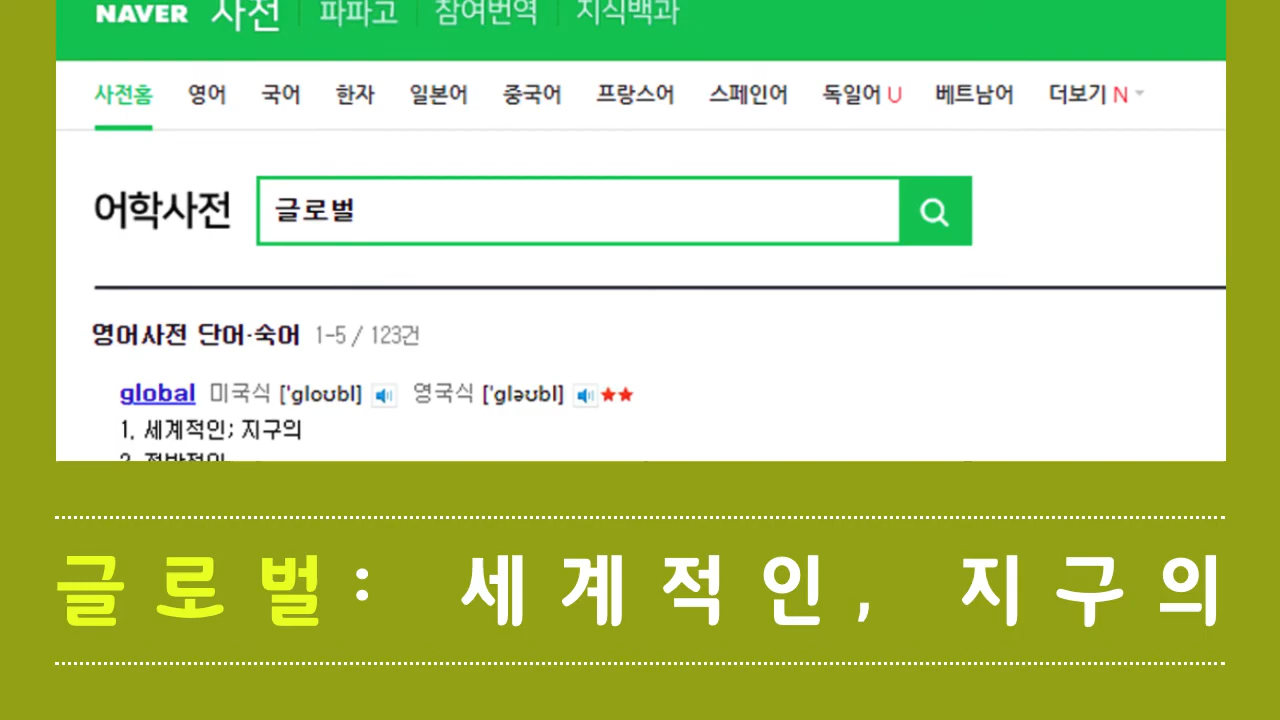 NAVER 사전 파파고 참여번역 지식백과
사전홈 영어 국어 한자 일본어 중국어 프랑스어 스페인어 독일어 U 베트남어 더보기 N
어학사전 글로벌
영어사전 단어·숙어 1-5 / 123건
global 미국식 ['gloʊbl] 영국식 ['gləʊbl]
1. 세계적인; 지구의
2. 전반적인
글로벌: 세계적인, 지구의